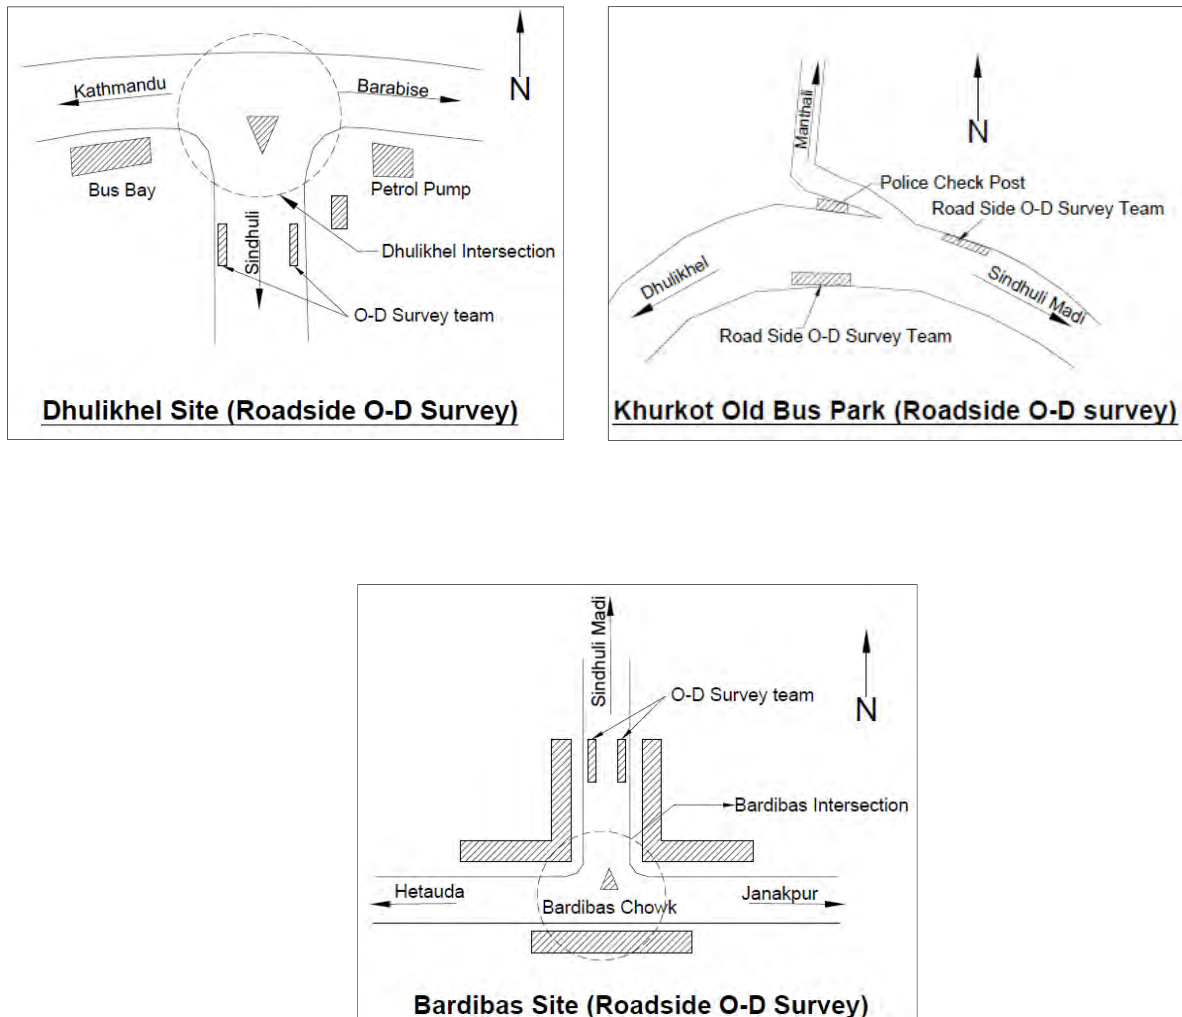 Kathmandu
Barabise
N
Bus Bay
Petrol Pump
Sindhuli
Dhulikhel Intersection
O-D Survey team
Dhulikhel Site (Roadside O-D Survey)
Manthali
N
Police Check Post
Road Side O-D Survey Team
Dhulikhel
Sindhuli Madi
Road Side O-D Survey Team
Khurkot Old Bus Park (Roadside O-D survey)
Sindhuli Madi
O-D Survey team
N
Bardibas Intersection
Hetauda
Janakpur
Bardibas Chowk
Bardibas Site (Roadside O-D Survey)